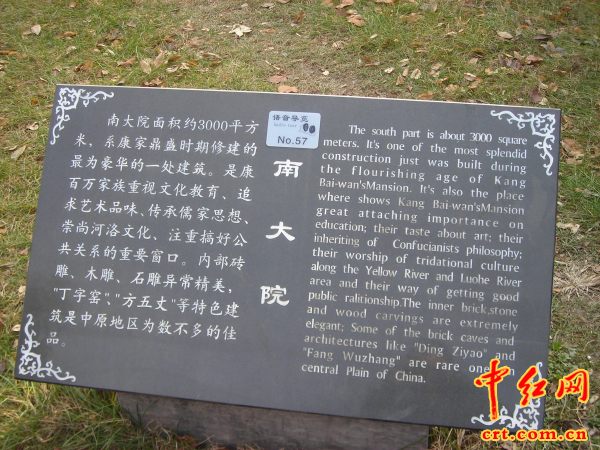 南大院面积约3000平方
米，系康家鼎盛时期修建的
最为豪华的一处建筑。是康
百万家族重视文化教育、追
求艺术品味、传承儒家思想、
崇尚河洛文化，注重搞好公
共关系的重要窗口。内部砖
雕、木雕、石雕异常精美，
"丁字窑"、"方五丈"等特色建
筑是中原地区为数不多的佳
品。
语音导览
No.57
南
大
院
The south part is about 3000 square
meters. It's one of the most splendid
construction just was built during
the flourishing age of Kang
Bai-wan'sMansion. It's also the place
where shows Kang Bai-wan'sMansion
great attaching importance on
education; their taste about art; their
inheriting of Confucianists philosophy;
their worship of tridational culture
along the Yellow River and Luohe River
area and their way of getting good
public ralitionship.The inner brick,stone
and wood carvings are extremely
elegant; Some of the brick caves and
architectures like "Ding Ziyao" and
"Fang Wuzhang" are rare one
central Plain of China.
中红网
crt.com.cn